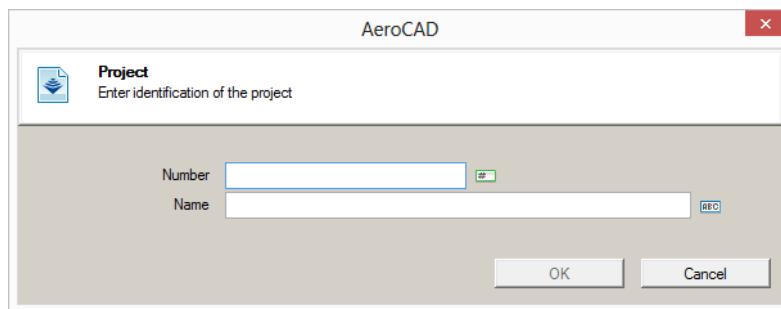 AeroCAD
Project
Enter identification of the project
Number
#
Name
ABC
OK
Cancel